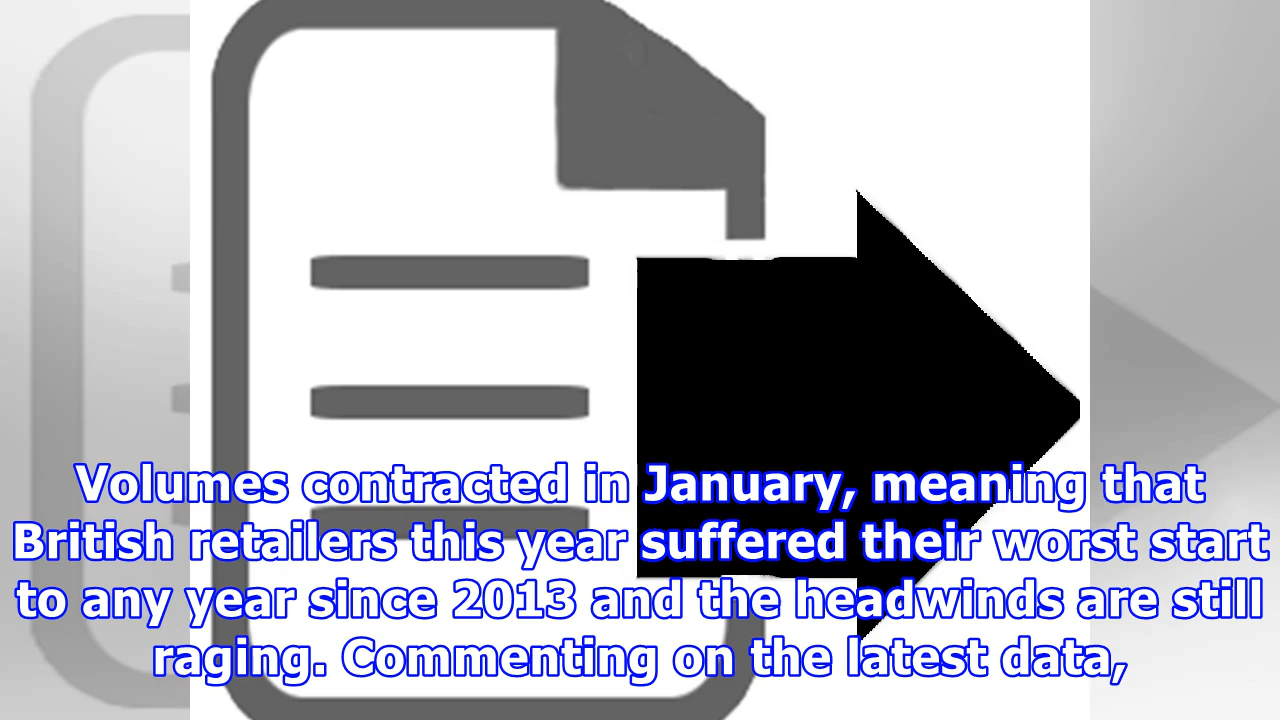 Volumes contracted in January, meaning that
British retailers this year suffered their worst start
to any year since 2013 and the headwinds are still
raging. Commenting on the latest data,